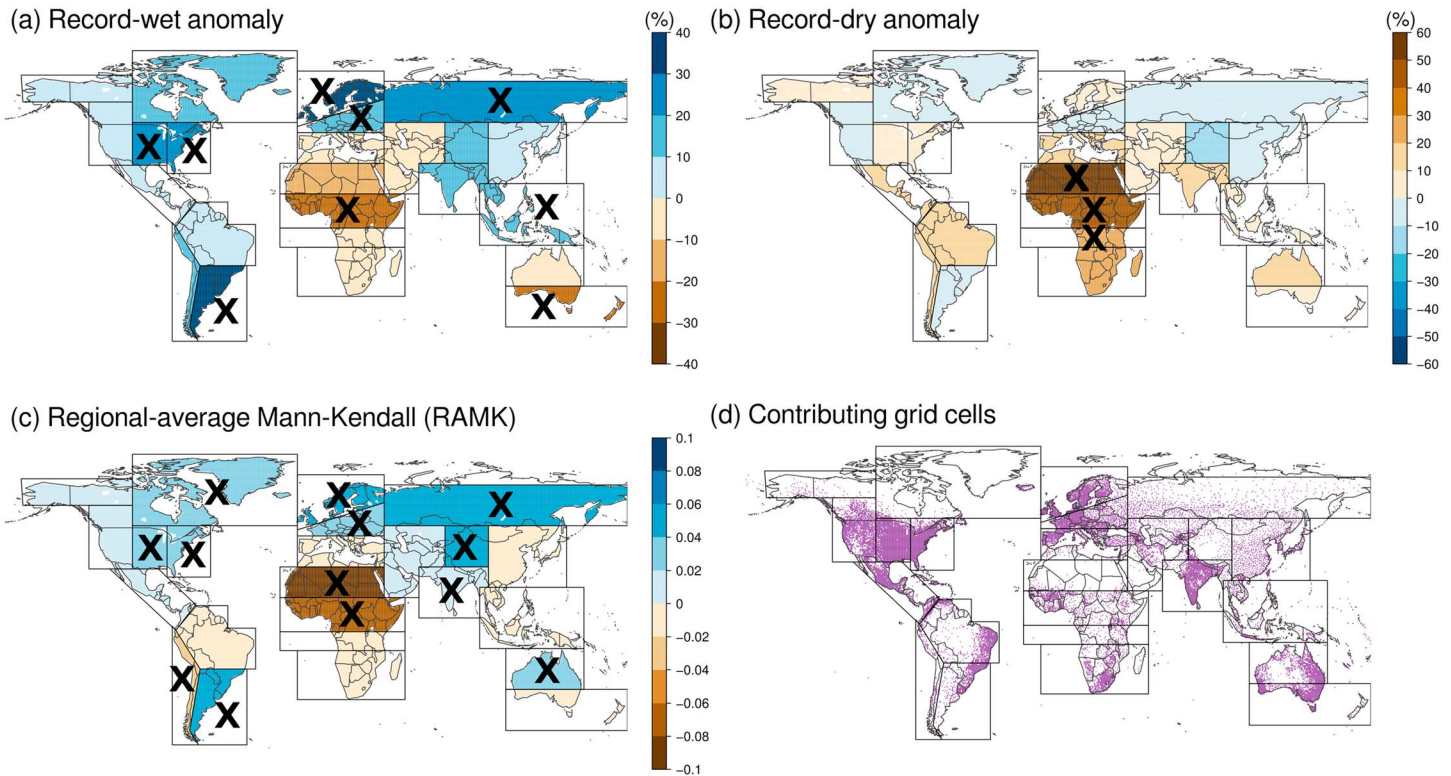 (a) Record-wet anomaly
(%)
40
30
20
10
0
−10
−20
−30
−40
X
X
X
X
X
X
X
X
X
(b) Record-dry anomaly
(%)
60
50
40
30
20
10
0
−10
−20
−30
−40
−50
−60
X
X
X
(c) Regional-average Mann-Kendall (RAMK)
0.1
0.08
0.06
0.04
0.02
0
−0.02
−0.04
−0.06
−0.08
−0.1
X
X
X
X
X
X
X
X
X
X
X
X
X
(d) Contributing grid cells